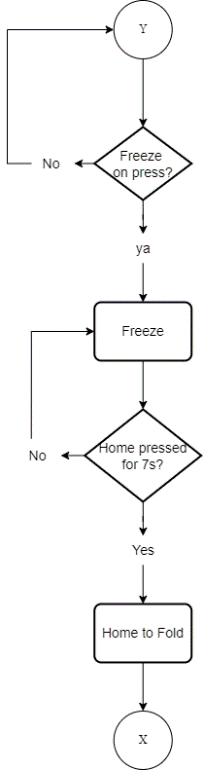 Y
Freeze
on press?
No
ya
Freeze
Home pressed
for 7s?
No
Yes
Home to Fold
X